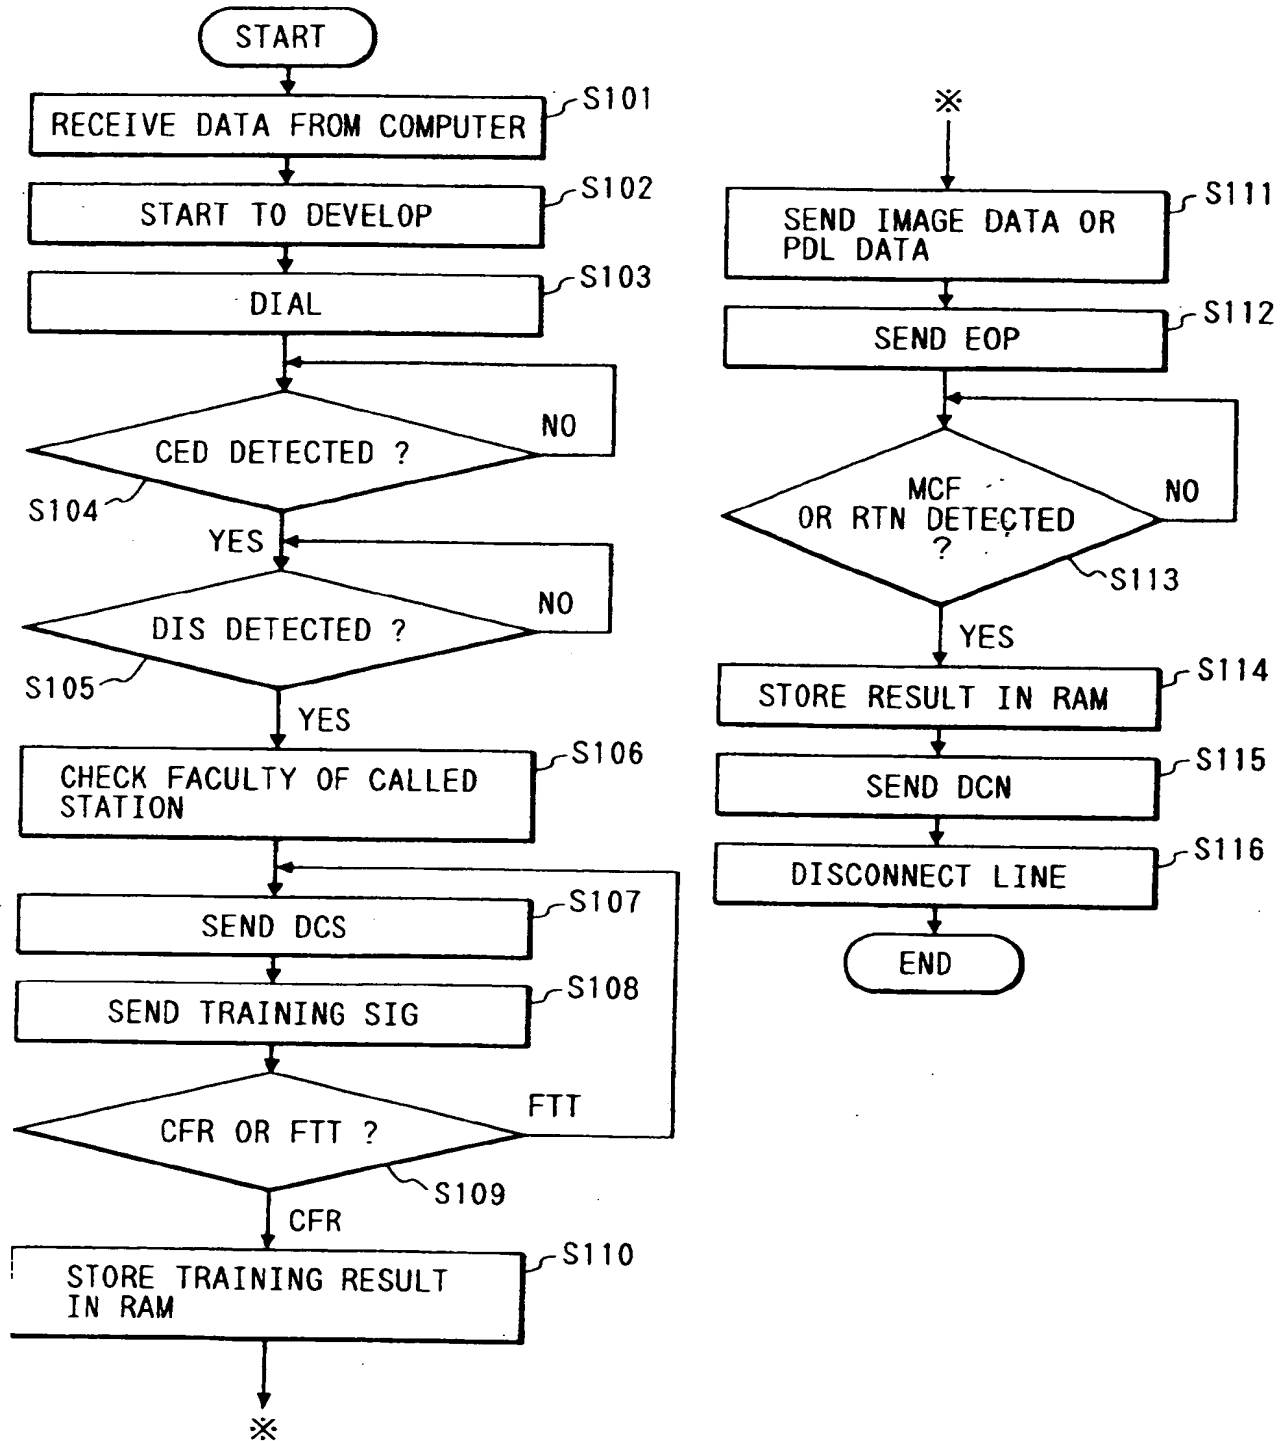 START
S101
RECEIVE DATA FROM COMPUTER
S102
START TO DEVELOP
S103
DIAL
CED DETECTED ?
NO
S104
YES
DIS DETECTED ?
NO
S105
YES
S106
CHECK FACULTY OF CALLED
STATION
S107
SEND DCS
S108
SEND TRAINING SIG
CFR OR FTT ?
FTT
S109
CFR
S110
STORE TRAINING RESULT
IN RAM
※
※
S111
SEND IMAGE DATA OR
PDL DATA
S112
SEND EOP
MCF
OR RTN DETECTED
?
NO
S113
YES
S114
STORE RESULT IN RAM
S115
SEND DCN
S116
DISCONNECT LINE
END